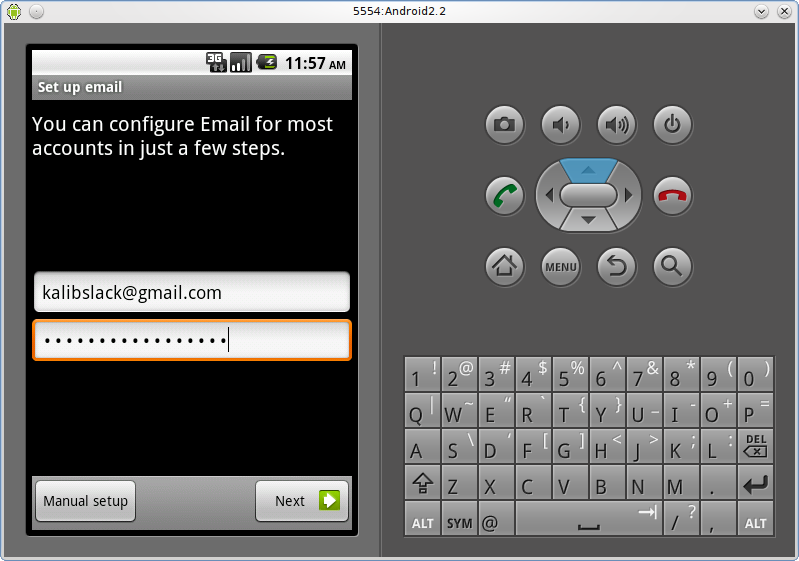 5554:Android2.2
3G 11:57 AM
Set up email
You can configure Email for most
accounts in just a few steps.
kalibslack@gmail.com
•••••••••••••••••
Manual setup
Next
MENU
1 ! 2 @ 3 # 4 $ 5 % 6 ^ 7 & 8 * 9 ( 0 )
Q | W ~ E “ R ` T { Y } U _ I - O + P =
A S \ D ‘ F [ G ] H < J > K ; L : DEL
Z X C V B N M .
ALT SYM @ / ? , ALT